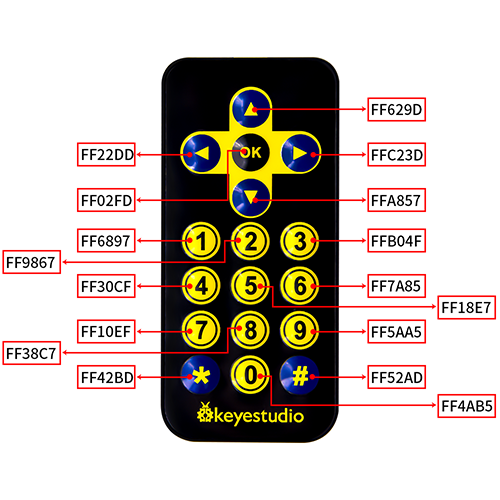 FF629D
FF22DD
OK
FFC23D
FF02FD
FFA857
FF6897
1
2
3
FFB04F
FF9867
FF30CF
4
5
6
FF7A85
FF18E7
FF10EF
7
8
9
FF5AA5
FF38C7
FF42BD
*
0
#
FF52AD
FF4AB5
keyestudio